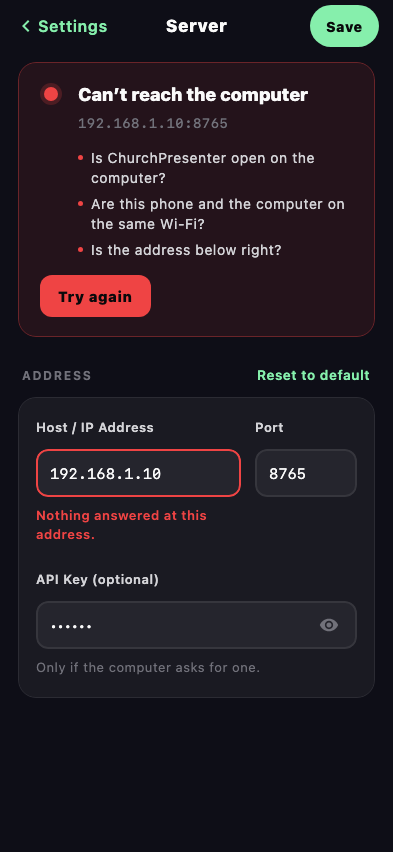 Settings
Server
Save
Can’t reach the computer
192.168.1.10:8765
Is ChurchPresenter open on the
computer?
Are this phone and the computer on
the same Wi-Fi?
Is the address below right?
Try again
ADDRESS
Reset to default
Host / IP Address
Port
192.168.1.10
8765
Nothing answered at this
address.
API Key (optional)
••••••
Only if the computer asks for one.